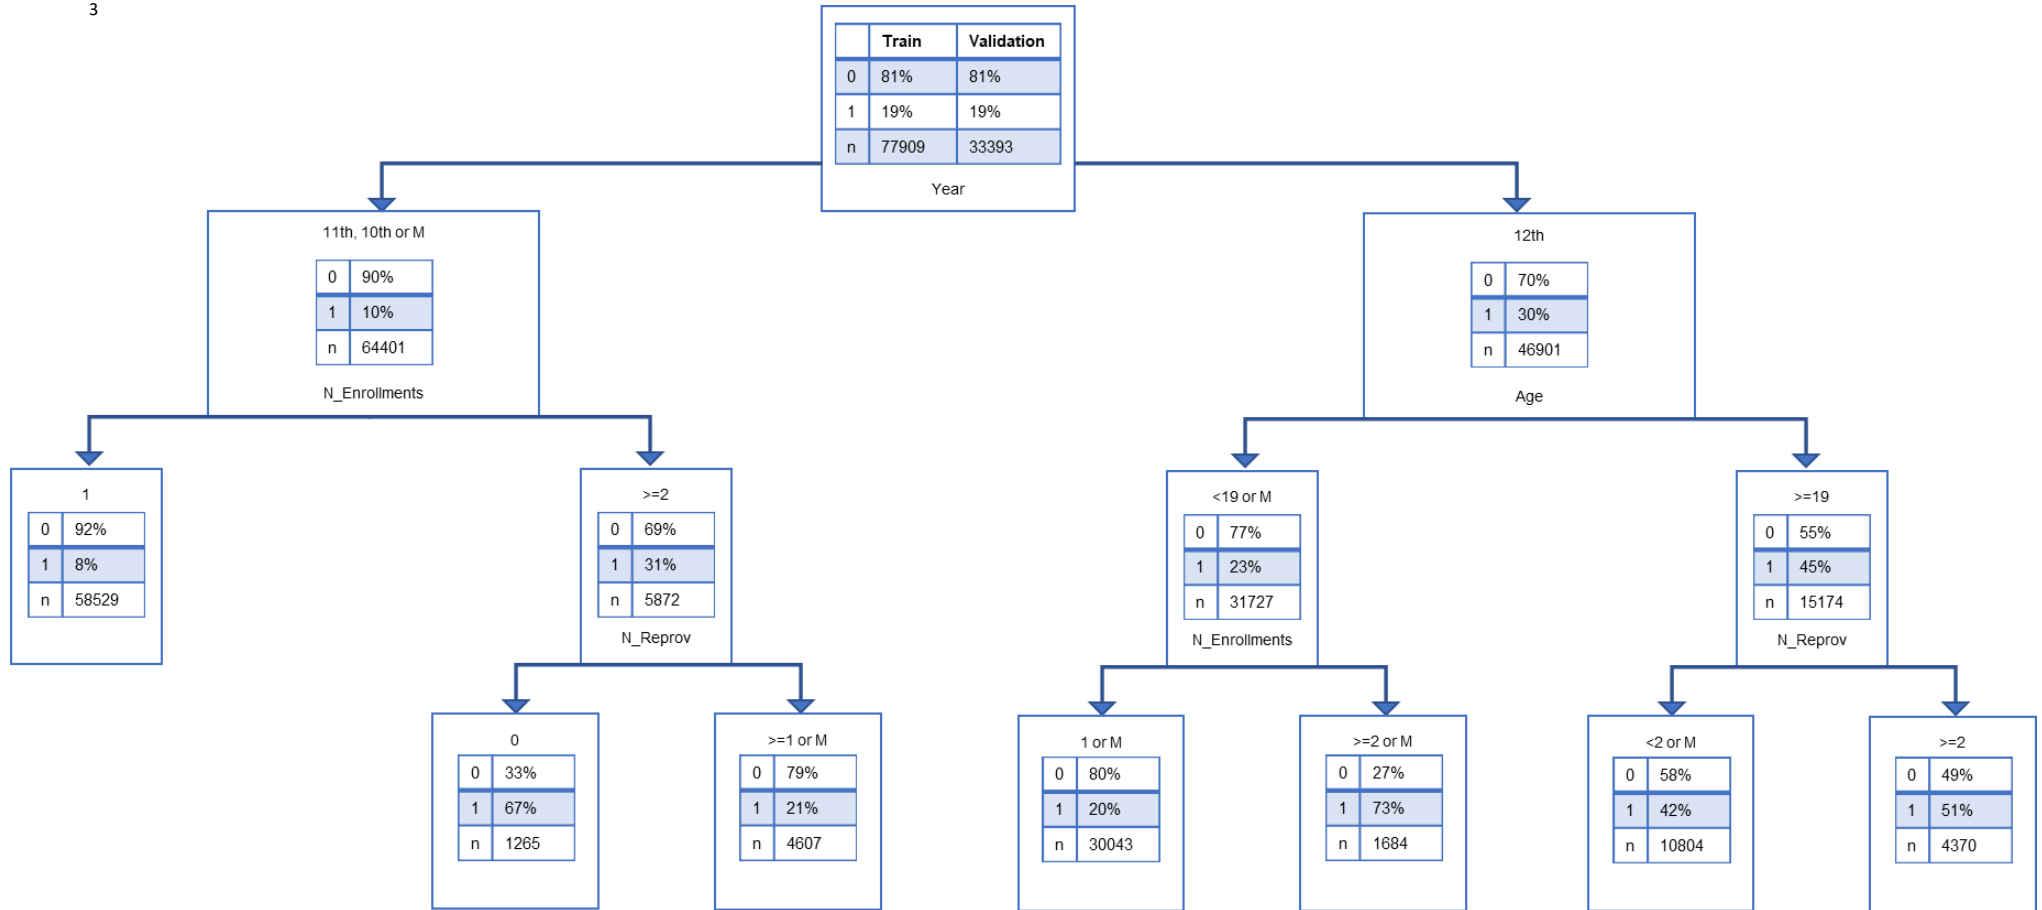 3
Train Validation
0 81% 81%
1 19% 19%
n 77909 33393
Year
11th, 10th or M
0 90%
1 10%
n 64401
N_Enrollments
12th
0 70%
1 30%
n 46901
Age
1
0 92%
1 8%
n 58529
>=2
0 69%
1 31%
n 5872
N_Reprov
<19 or M
0 77%
1 23%
n 31727
N_Enrollments
>=19
0 55%
1 45%
n 15174
N_Reprov
0
0 33%
1 67%
n 1265
>=1 or M
0 79%
1 21%
n 4607
1 or M
0 80%
1 20%
n 30043
>=2 or M
0 27%
1 73%
n 1684
<2 or M
0 58%
1 42%
n 10804
>=2
0 49%
1 51%
n 4370